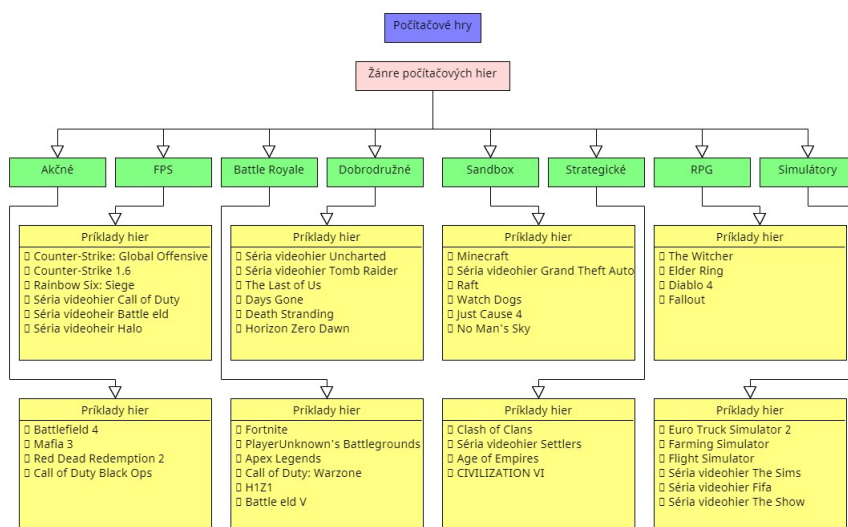 Počítačové hry
Žánre počítačových hier
Akčné
FPS
Battle Royale
Dobrodružné
Sandbox
Strategické
RPG
Simulátory
Príklady hier
Counter-Strike: Global Offensive
Counter-Strike 1.6
Rainbow Six: Siege
Séria videohier Call of Duty
Séria videoheir Battle eld
Séria videoheir Halo
Príklady hier
Séria videohier Uncharted
Séria videohier Tomb Raider
The Last of Us
Days Gone
Death Stranding
Horizon Zero Dawn
Príklady hier
Minecraft
Séria videohier Grand Theft Auto
Raft
Watch Dogs
Just Cause 4
No Man's Sky
Príklady hier
The Witcher
Elder Ring
Diablo 4
Fallout
Príklady hier
Battlefield 4
Mafia 3
Red Dead Redemption 2
Call of Duty Black Ops
Príklady hier
Fortnite
PlayerUnknown's Battlegrounds
Apex Legends
Call of Duty: Warzone
H1Z1
Battle eld V
Príklady hier
Clash of Clans
Séria videohier Settlers
Age of Empires
CIVILIZATION VI
Príklady hier
Euro Truck Simulator 2
Farming Simulator
Flight Simulator
Séria videohier The Sims
Séria videohier Fifa
Séria videohier The Show